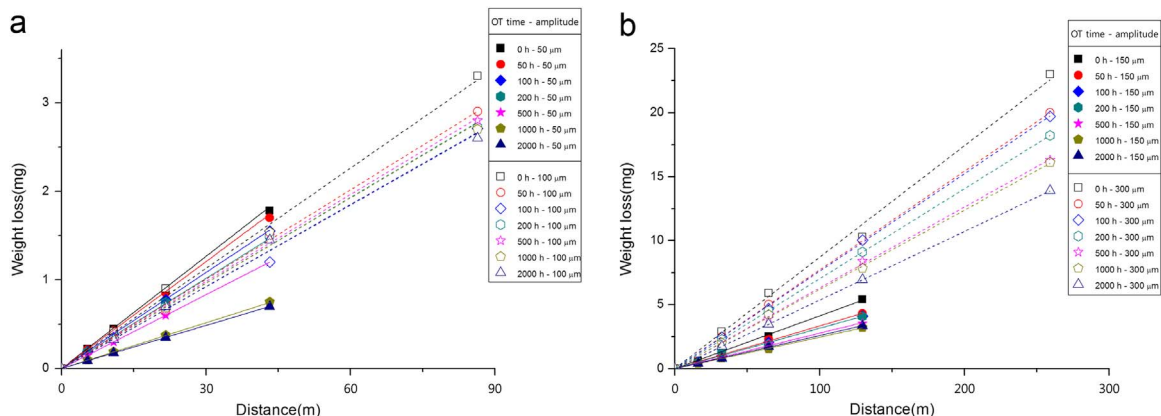 a
OT time - amplitude
0 h - 50 μm
50 h - 50 μm
100 h - 50 μm
200 h - 50 μm
500 h - 50 μm
1000 h - 50 μm
2000 h - 50 μm
0 h - 100 μm
50 h - 100 μm
100 h - 100 μm
200 h - 100 μm
500 h - 100 μm
1000 h - 100 μm
2000 h - 100 μm
Weight loss(mg)
3
2
1
0
0 30 60 90
Distance(m)
b
OT time - amplitude
0 h - 150 μm
50 h - 150 μm
100 h - 150 μm
200 h - 150 μm
500 h - 150 μm
1000 h - 150 μm
2000 h - 150 μm
0 h - 300 μm
50 h - 300 μm
100 h - 300 μm
200 h - 300 μm
500 h - 300 μm
1000 h - 300 μm
2000 h - 300 μm
Weight loss(mg)
25
20
15
10
5
0
0 100 200 300
Distance(m)